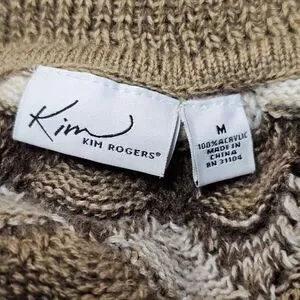 Kim
KIM ROGERS®
M
100% ACRYLIC
MADE IN
CHINA
RN 31104